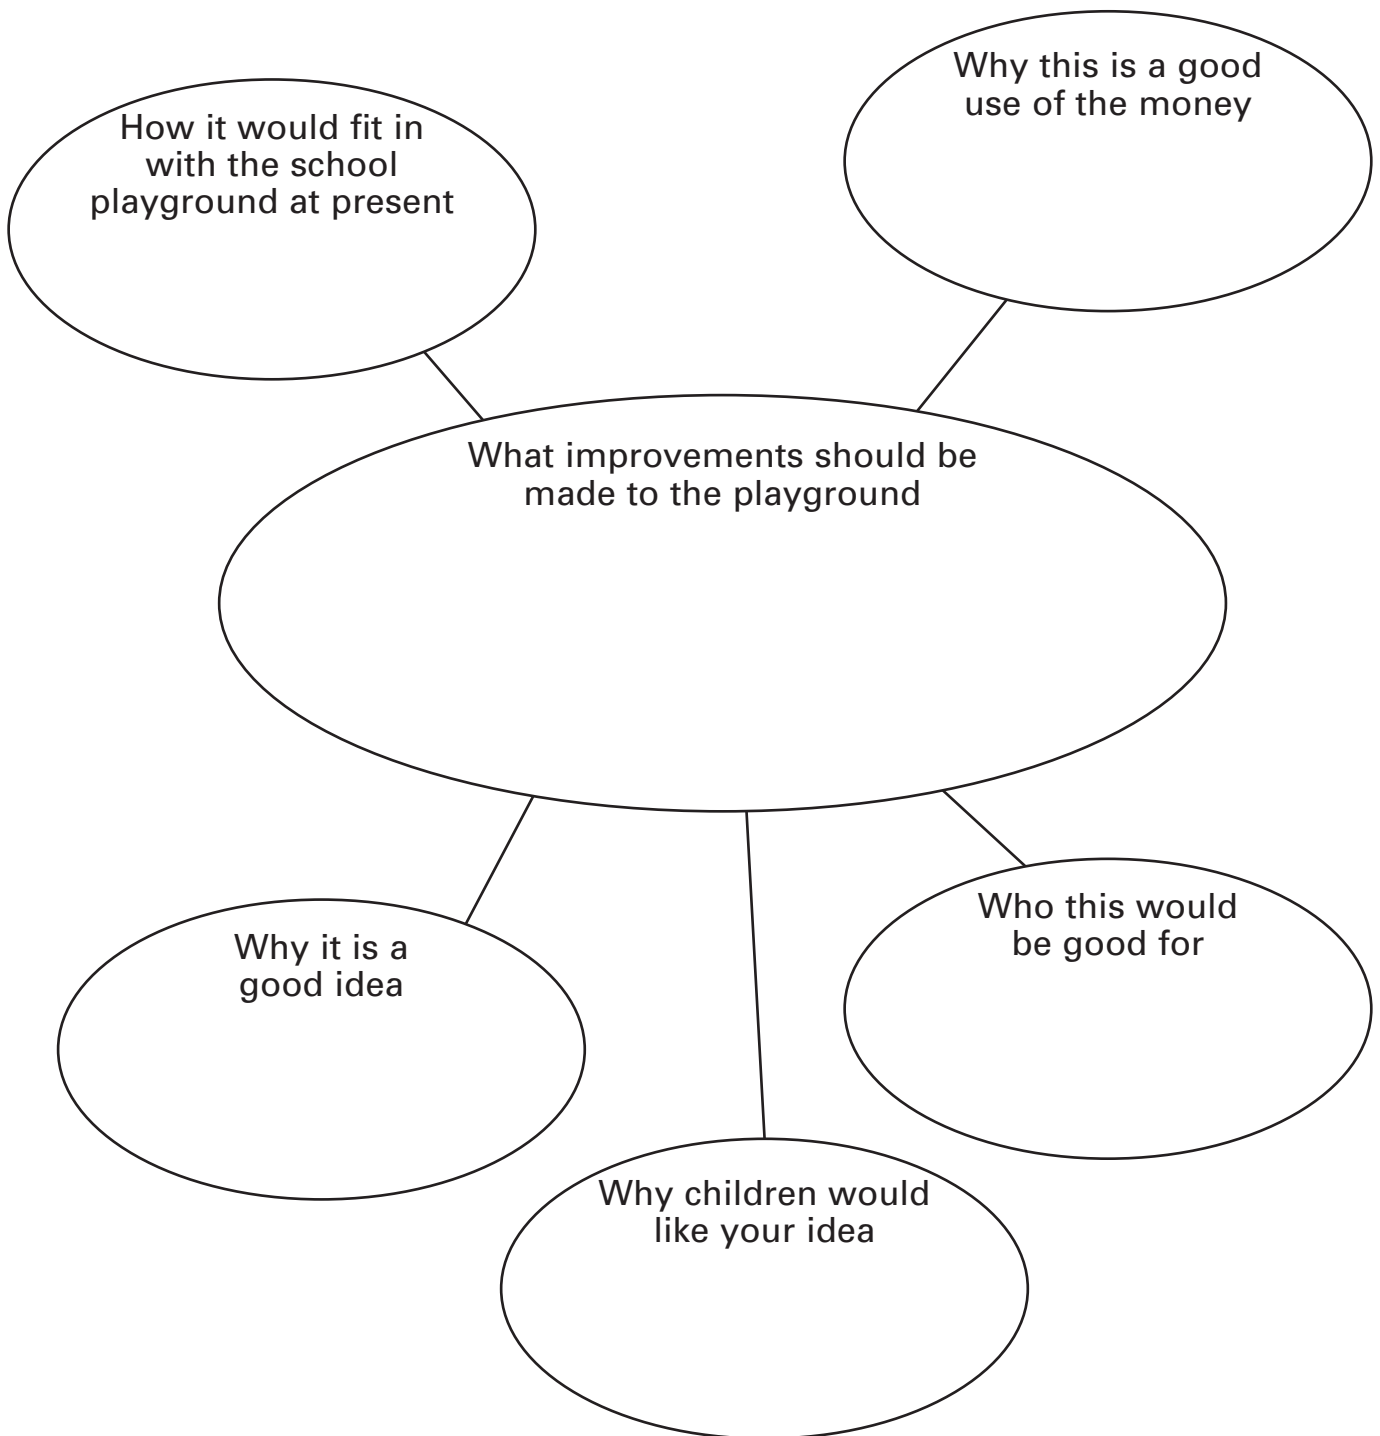 Why this is a good
use of the money
How it would fit in
with the school
playground at present
What improvements should be
made to the playground
Why it is a
good idea
Who this would
be good for
Why children would
like your idea